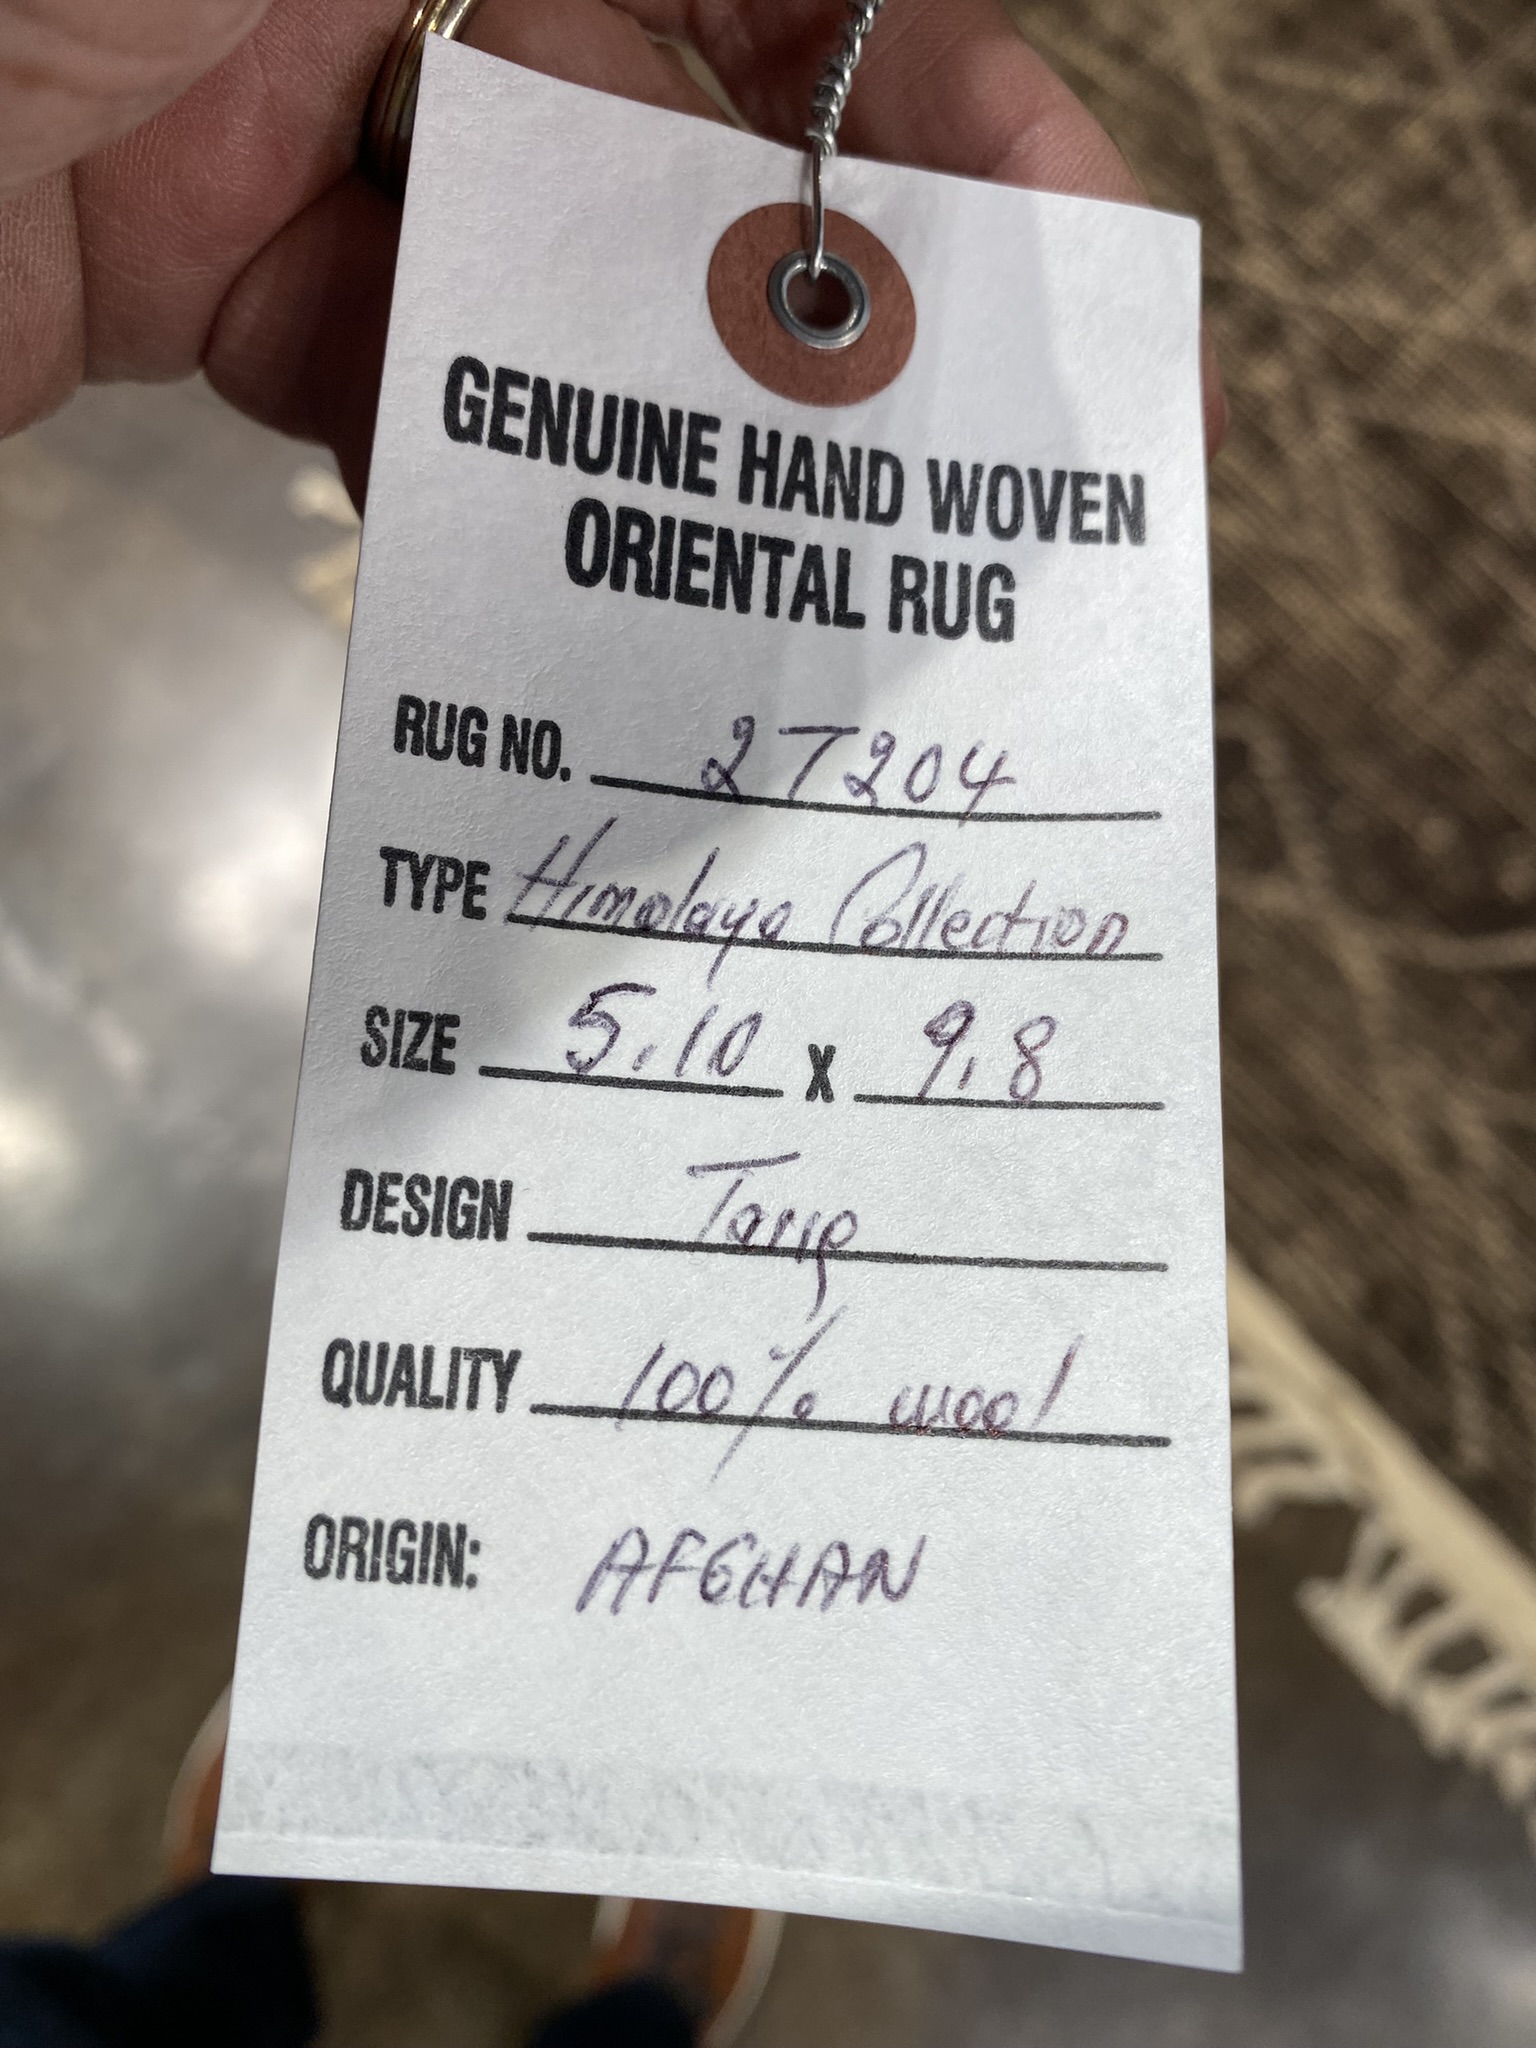 GENUINE HAND WOVEN
ORIENTAL RUG
RUG NO. 27204
TYPE Himalaya Collection
SIZE 5.10 X 9.8
DESIGN Tariq
QUALITY 100% wool
ORIGIN: AFGHAN